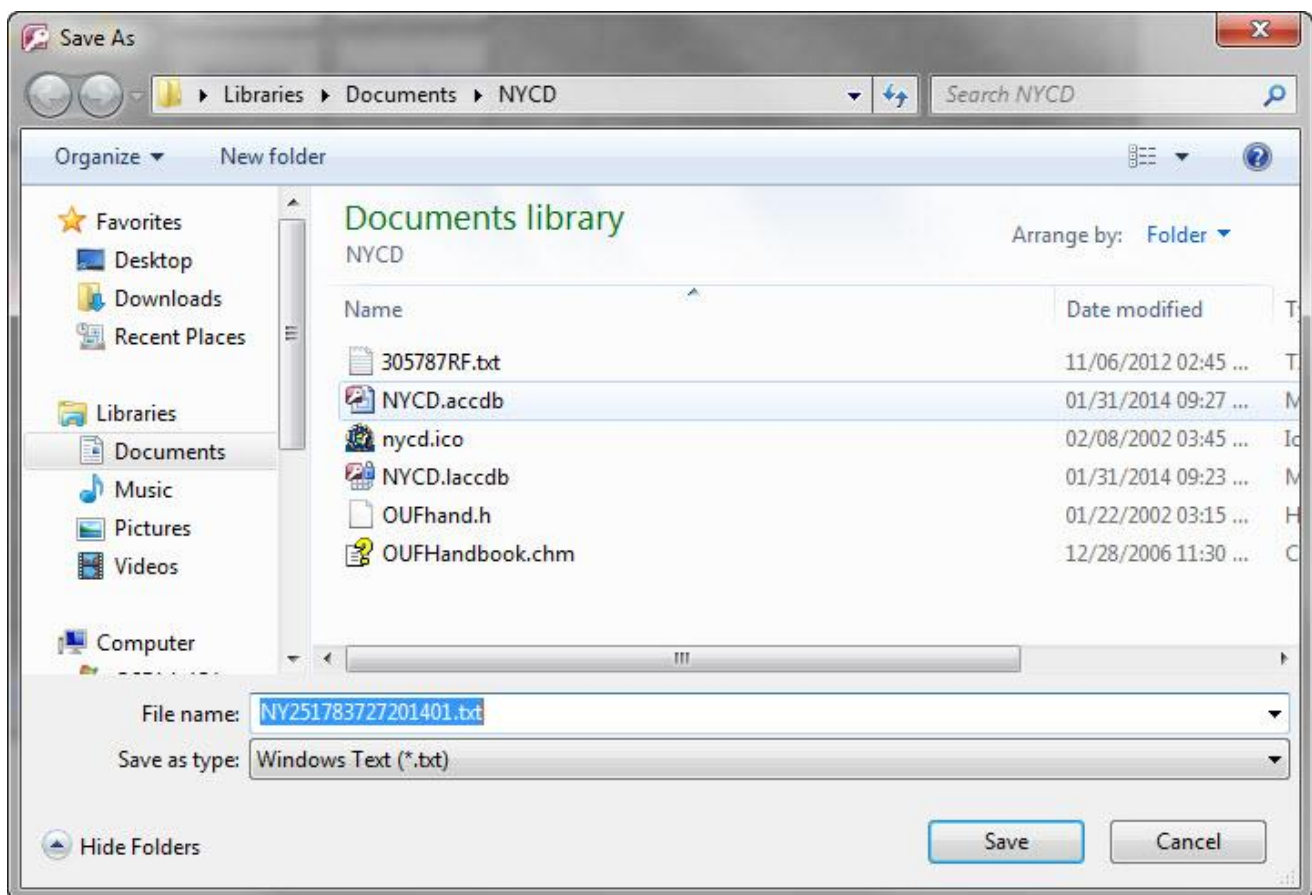 Save As
Libraries Documents NYCD Search NYCD
Organize New folder
Favorites
Desktop
Downloads
Recent Places
Libraries
Documents
Music
Pictures
Videos
Computer
Documents library
NYCD
Arrange by: Folder
Name Date modified
305787RF.txt 11/06/2012 02:45 ...
NYCD.accdb 01/31/2014 09:27 ...
nycd.ico 02/08/2002 03:45 ...
NYCD.laccdb 01/31/2014 09:23 ...
OUFhand.h 01/22/2002 03:15 ...
OUFHandbook.chm 12/28/2006 11:30 ...
File name: NY251783727201401.txt
Save as type: Windows Text (*.txt)
Hide Folders Save Cancel